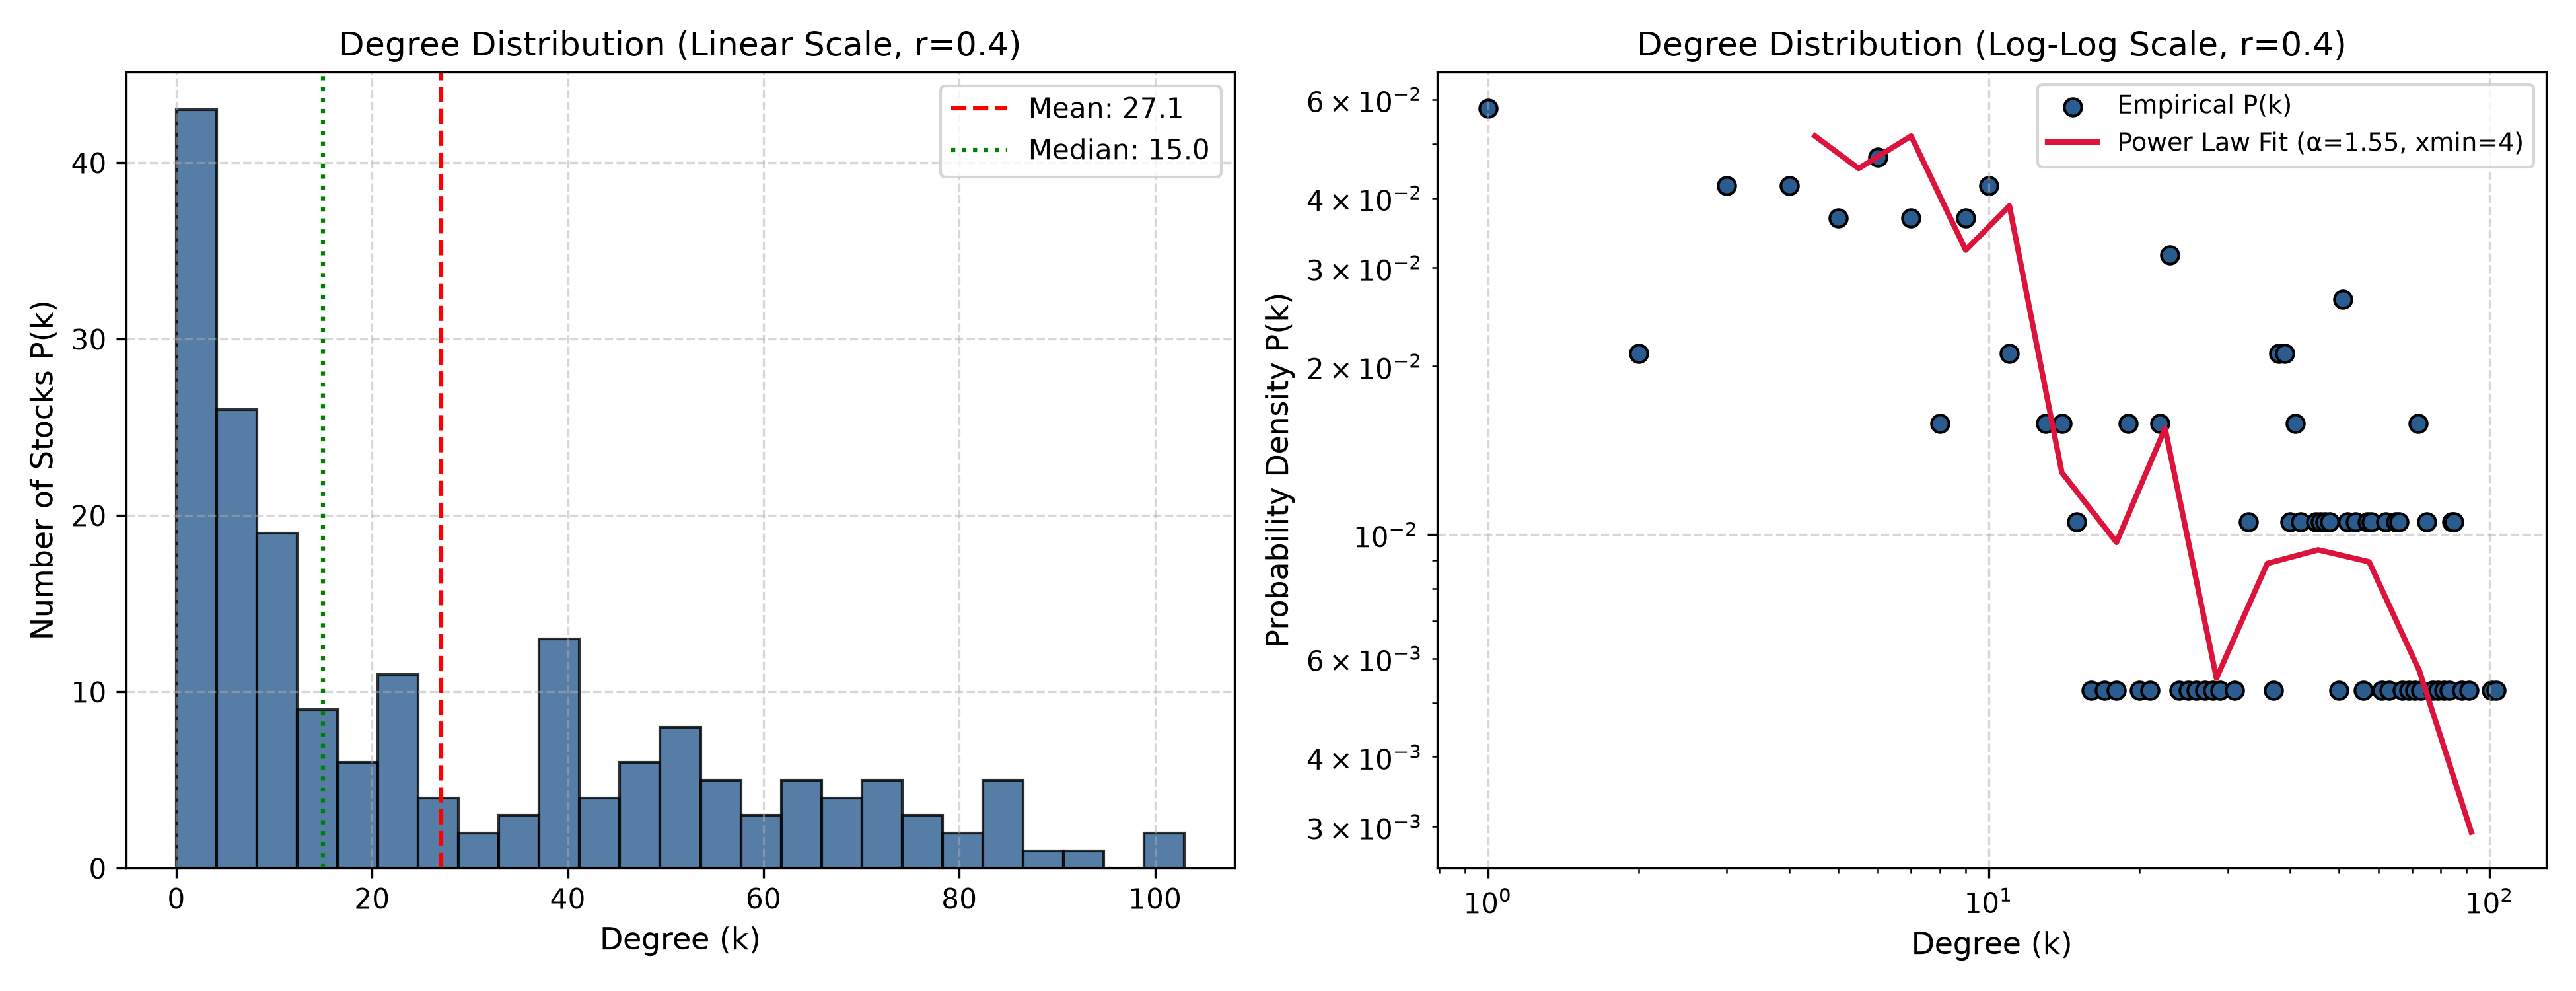 Degree Distribution (Linear Scale, r=0.4)
Number of Stocks P(k)
40
30
20
10
0
0 20 40 60 80 100
Degree (k)
Mean: 27.1
Median: 15.0
Degree Distribution (Log-Log Scale, r=0.4)
Probability Density P(k)
6×10⁻²
4×10⁻²
3×10⁻²
2×10⁻²
10⁻²
6×10⁻³
4×10⁻³
3×10⁻³
10⁰ 10¹ 10²
Degree (k)
Empirical P(k)
Power Law Fit (α=1.55, xmin=4)